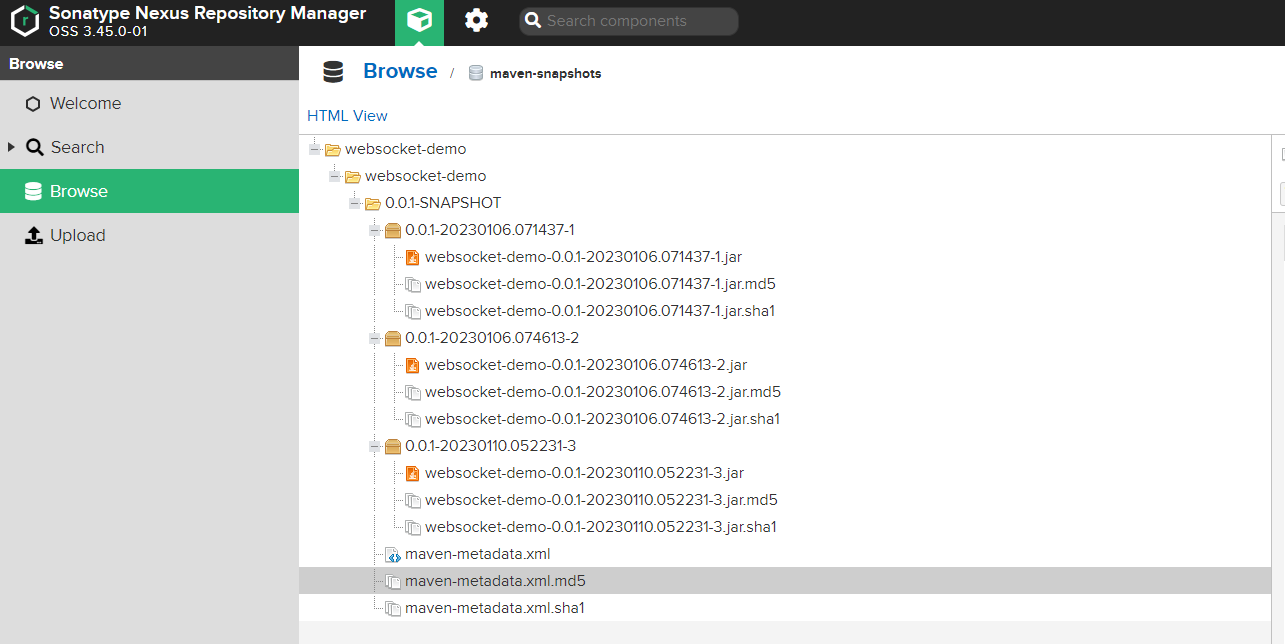 Sonatype Nexus Repository Manager
OSS 3.45.0-01
Search components
Browse
Welcome
Search
Browse
Upload
Browse / maven-snapshots
HTML View
websocket-demo
websocket-demo
0.0.1-SNAPSHOT
0.0.1-20230106.071437-1
websocket-demo-0.0.1-20230106.071437-1.jar
websocket-demo-0.0.1-20230106.071437-1.jar.md5
websocket-demo-0.0.1-20230106.071437-1.jar.sha1
0.0.1-20230106.074613-2
websocket-demo-0.0.1-20230106.074613-2.jar
websocket-demo-0.0.1-20230106.074613-2.jar.md5
websocket-demo-0.0.1-20230106.074613-2.jar.sha1
0.0.1-20230110.052231-3
websocket-demo-0.0.1-20230110.052231-3.jar
websocket-demo-0.0.1-20230110.052231-3.jar.md5
websocket-demo-0.0.1-20230110.052231-3.jar.sha1
maven-metadata.xml
maven-metadata.xml.md5
maven-metadata.xml.sha1